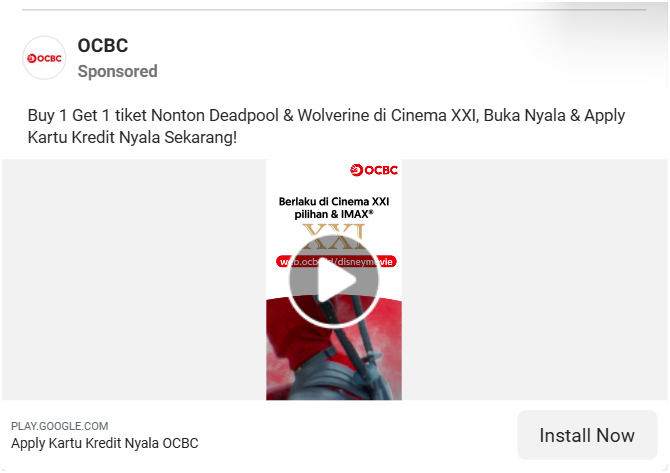 OCBC
OCBC
Sponsored
Buy 1 Get 1 tiket Nonton Deadpool & Wolverine di Cinema XXI, Buka Nyala & Apply
Kartu Kredit Nyala Sekarang!
OCBC
Berlaku di Cinema XXI
pilihan & IMAX®
XXI
web.ocbc.id/disneymovie
PLAY.GOOGLE.COM
Apply Kartu Kredit Nyala OCBC
Install Now